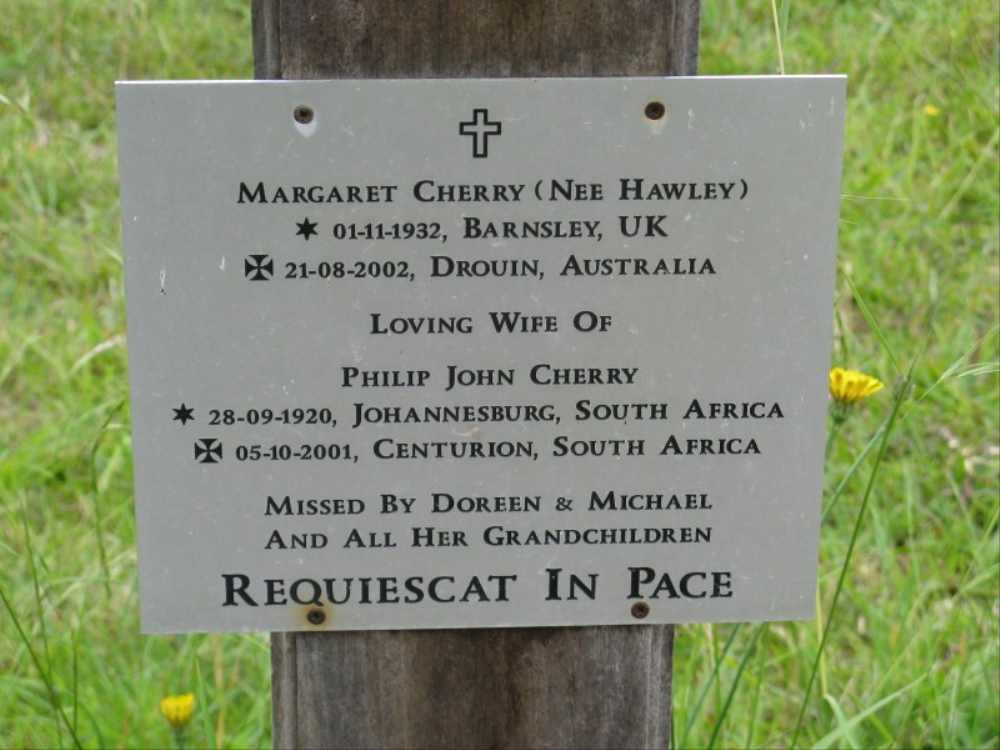 Margaret Cherry (Nee Hawley)
✶ 01-11-1932, Barnsley, UK
✠ 21-08-2002, Drouin, Australia
Loving Wife Of
Philip John Cherry
✶ 28-09-1920, Johannesburg, South Africa
✠ 05-10-2001, Centurion, South Africa
Missed By Doreen & Michael
And All Her Grandchildren
Requiescat In Pace